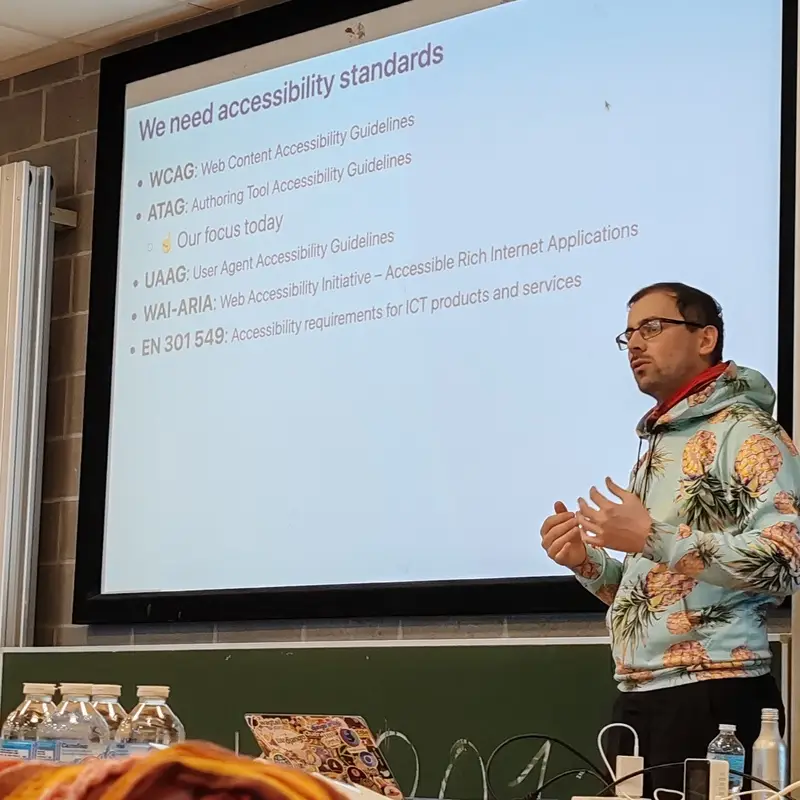 We need accessibility standards
• WCAG: Web Content Accessibility Guidelines
• ATAG: Authoring Tool Accessibility Guidelines
○ ☝️ Our focus today
• UAAG: User Agent Accessibility Guidelines
• WAI-ARIA: Web Accessibility Initiative – Accessible Rich Internet Applications
• EN 301 549: Accessibility requirements for ICT products and services